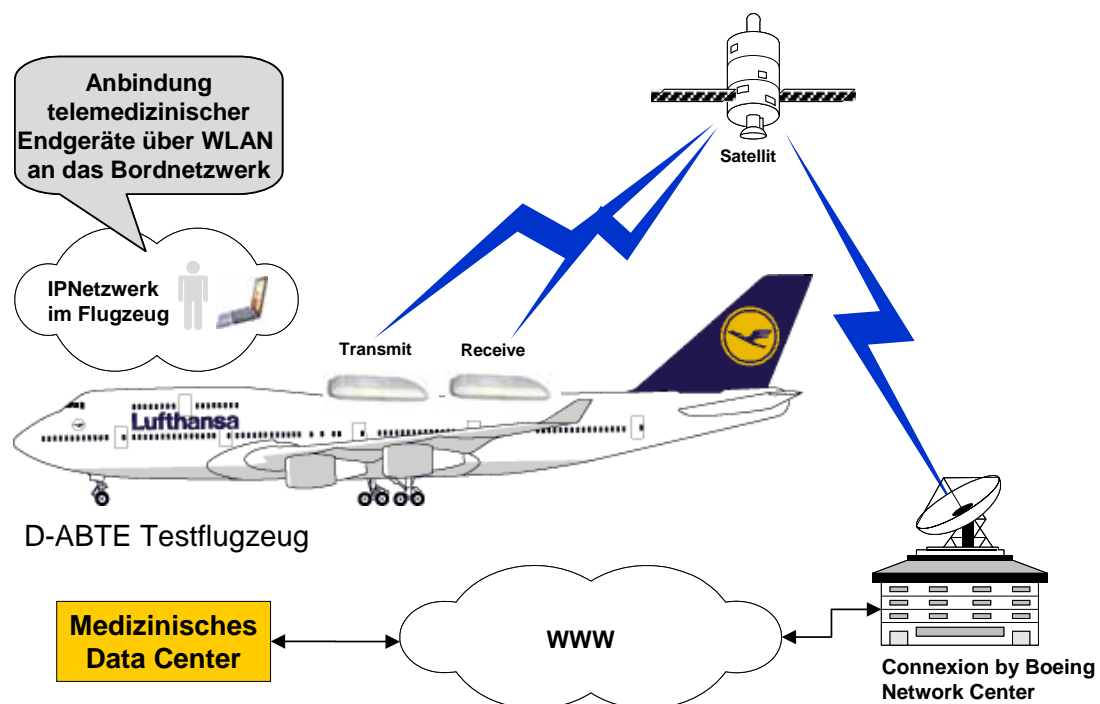 Anbindung
telemedizinischer
Endgeräte über WLAN
an das Bordnetzwerk
Satellit
IPNetzwerk
im Flugzeug
Transmit
Receive
Lufthansa
D-ABTE Testflugzeug
Medizinisches
Data Center
WWW
Connexion by Boeing
Network Center